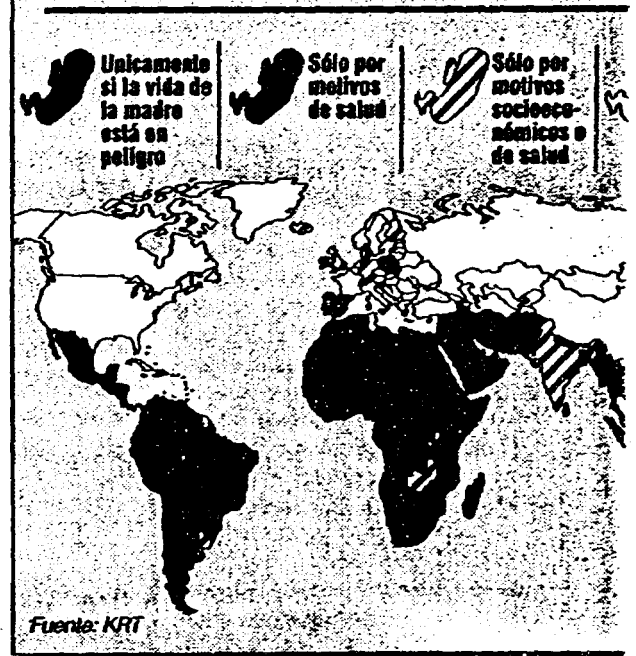 Unicamente
si la vida de
la madre
está en
peligro
Sólo por
motivos
de salud
Sólo por
motivos
socioeco-
nómicos o
de salud
Fuente: KRT